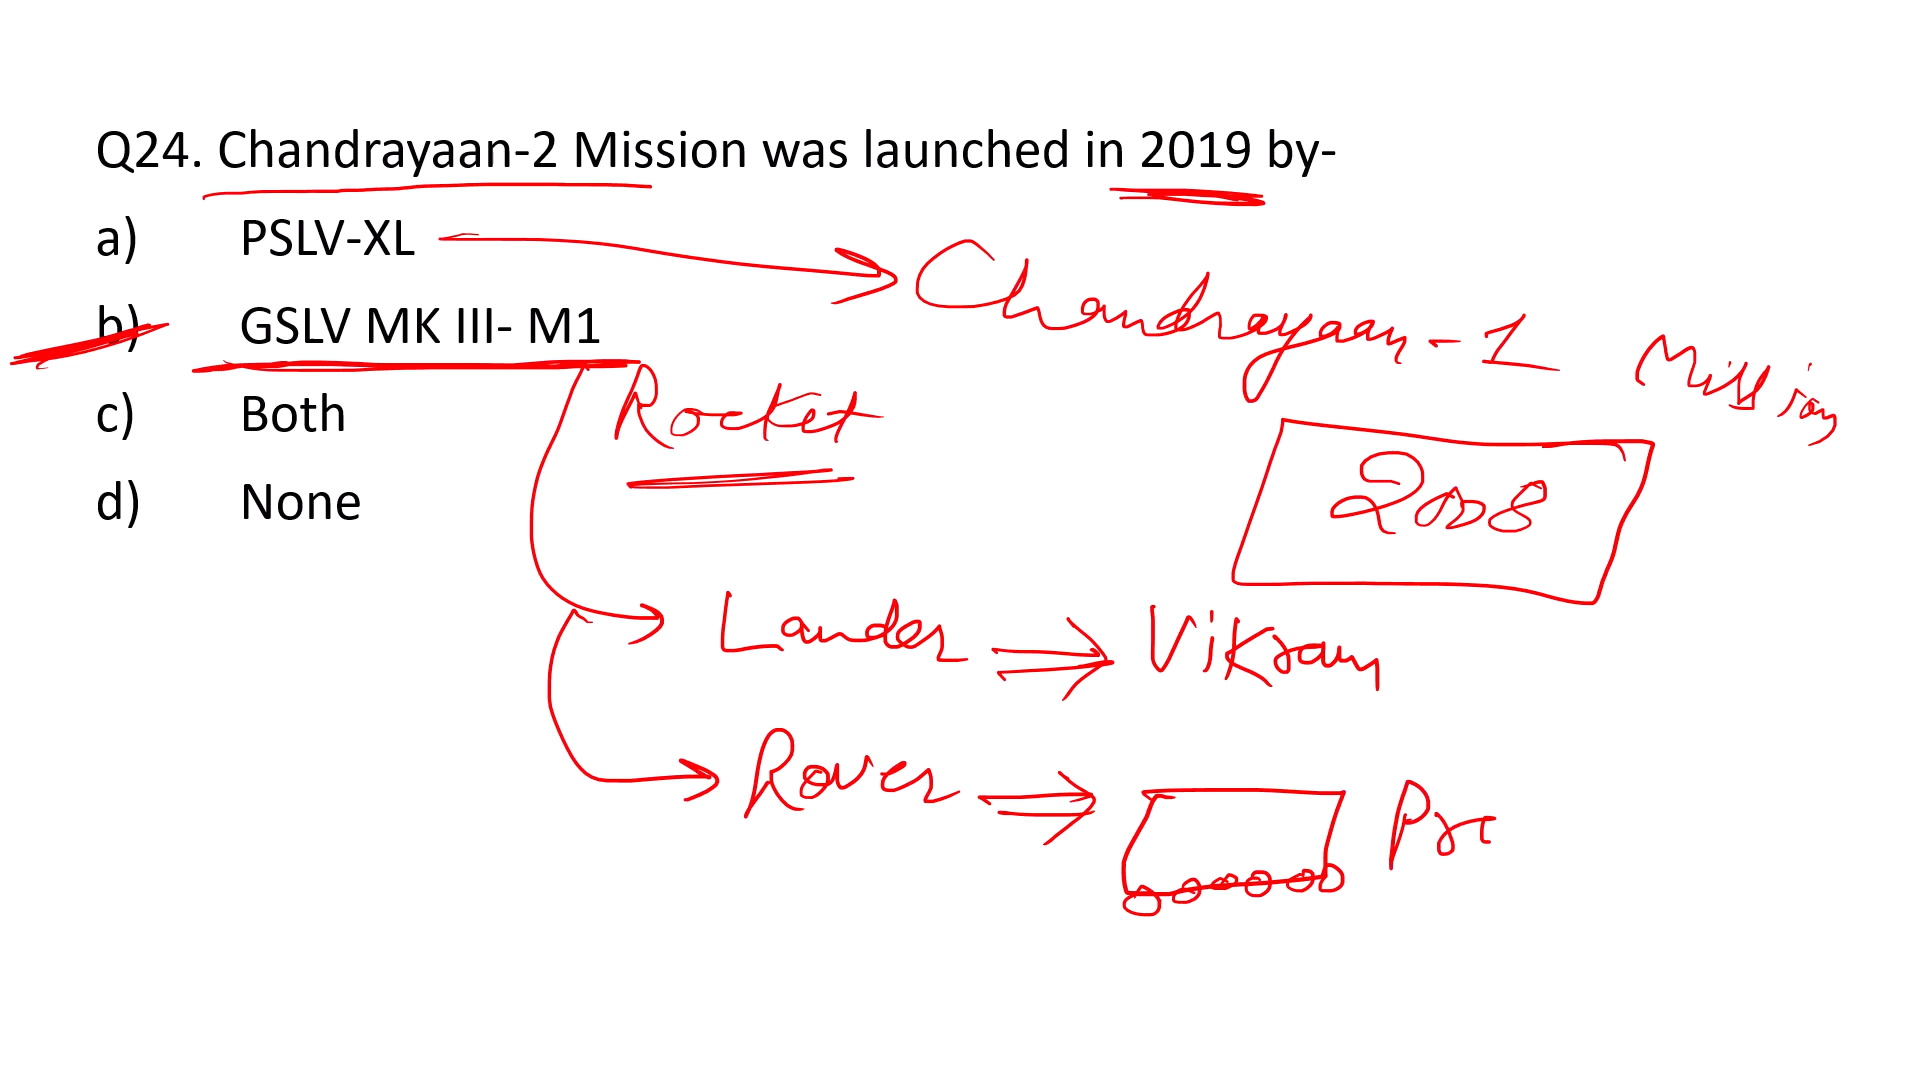 Q24. Chandrayaan-2 Mission was launched in 2019 by-
a) PSLV-XL
Chandrayaan-1 Mission
b) GSLV MK III- M1
Rocket
c) Both
2008
d) None
Lander Vikram
Rover Pra